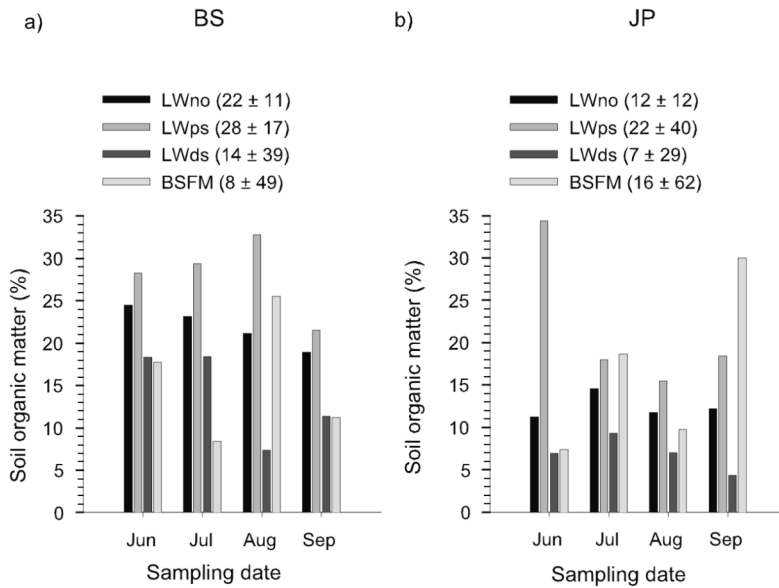 a) BS
LWno (22 ± 11)
LWps (28 ± 17)
LWds (14 ± 39)
BSFM (8 ± 49)
Soil organic matter (%)
35
30
25
20
15
10
5
0
Jun Jul Aug Sep
Sampling date
b) JP
LWno (12 ± 12)
LWps (22 ± 40)
LWds (7 ± 29)
BSFM (16 ± 62)
Soil organic matter (%)
35
30
25
20
15
10
5
0
Jun Jul Aug Sep
Sampling date